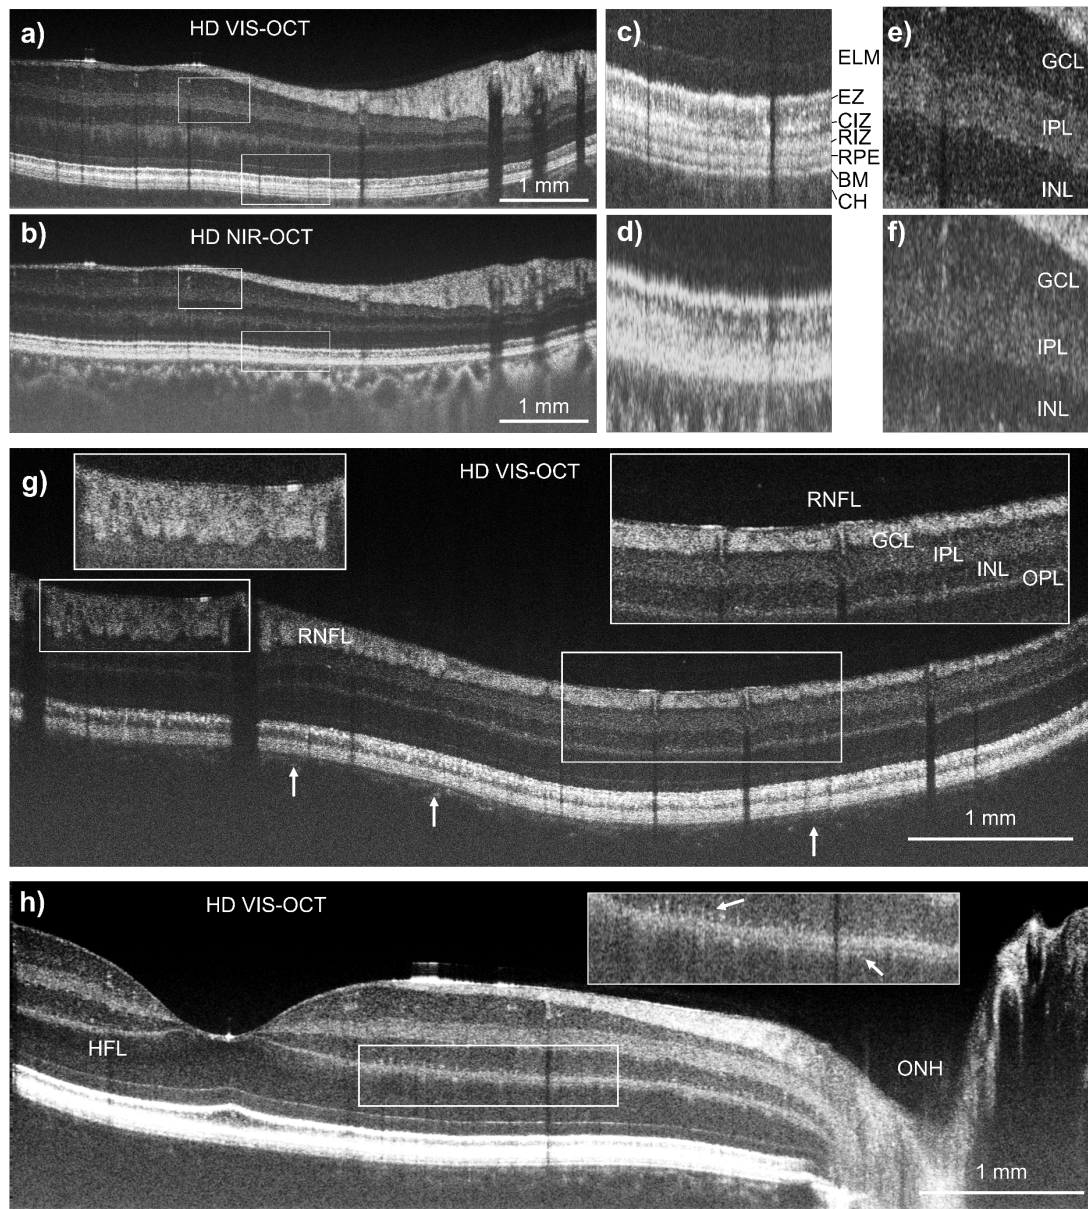 a)
HD VIS-OCT
1 mm
b)
HD NIR-OCT
1 mm
c)
ELM
EZ
CIZ
RIZ
RPE
BM
CH
d)
e)
GCL
IPL
INL
f)
GCL
IPL
INL
g)
HD VIS-OCT
RNFL
GCL
IPL
INL
OPL
RNFL
1 mm
h)
HD VIS-OCT
HFL
ONH
1 mm